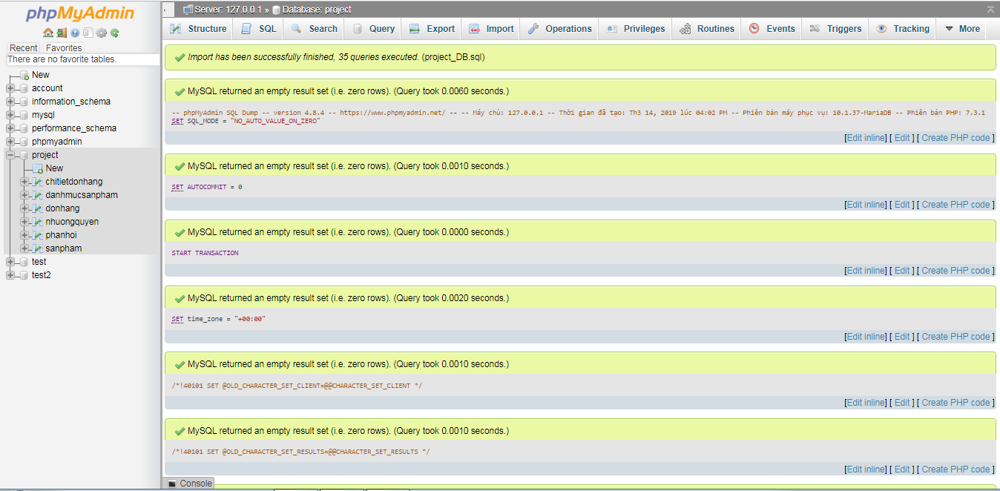 phpMyAdmin
Recent Favorites
There are no favorite tables.
New
account
information_schema
mysql
performance_schema
phpmyadmin
project
New
chitietdonhang
danhmucsanpham
donhang
nhuongquyen
phanhoi
sanpham
test
test2
Server: 127.0.0.1 » Database: project
Structure SQL Search Query Export Import Operations Privileges Routines Events Triggers Tracking More
Import has been successfully finished, 35 queries executed. (project_DB.sql)
MySQL returned an empty result set (i.e. zero rows). (Query took 0.0060 seconds.)
-- phpMyAdmin SQL Dump -- version 4.8.4 -- https://www.phpmyadmin.net/ -- -- Máy chủ: 127.0.0.1 -- Thời gian đã tạo: Th3 14, 2019 lúc 04:02 PM -- Phiên bản máy phục vụ: 10.1.37-MariaDB -- Phiên bản PHP: 7.3.1
SET SQL_MODE = "NO_AUTO_VALUE_ON_ZERO"
[Edit inline] [ Edit ] [ Create PHP code ]
MySQL returned an empty result set (i.e. zero rows). (Query took 0.0010 seconds.)
SET AUTOCOMMIT = 0
[Edit inline] [ Edit ] [ Create PHP code ]
MySQL returned an empty result set (i.e. zero rows). (Query took 0.0000 seconds.)
START TRANSACTION
[Edit inline] [ Edit ] [ Create PHP code ]
MySQL returned an empty result set (i.e. zero rows). (Query took 0.0020 seconds.)
SET time_zone = "+00:00"
[Edit inline] [ Edit ] [ Create PHP code ]
MySQL returned an empty result set (i.e. zero rows). (Query took 0.0010 seconds.)
/*!40101 SET @OLD_CHARACTER_SET_CLIENT=@@CHARACTER_SET_CLIENT */
[Edit inline] [ Edit ] [ Create PHP code ]
MySQL returned an empty result set (i.e. zero rows). (Query took 0.0010 seconds.)
/*!40101 SET @OLD_CHARACTER_SET_RESULTS=@@CHARACTER_SET_RESULTS */
[Edit inline] [ Edit ] [ Create PHP code ]
Console